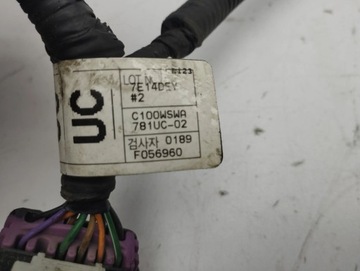 UC
LOT N
7E14DSY
#2
C100WSWA
781UC-02
검사자 0189
F056960